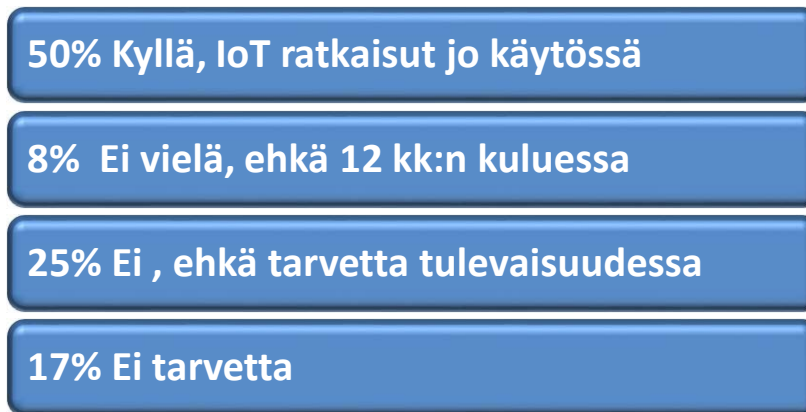 50% Kyllä, IoT ratkaisut jo käytössä
8%  Ei vielä, ehkä 12 kk:n kuluessa
25% Ei , ehkä tarvetta tulevaisuudessa
17% Ei tarvetta